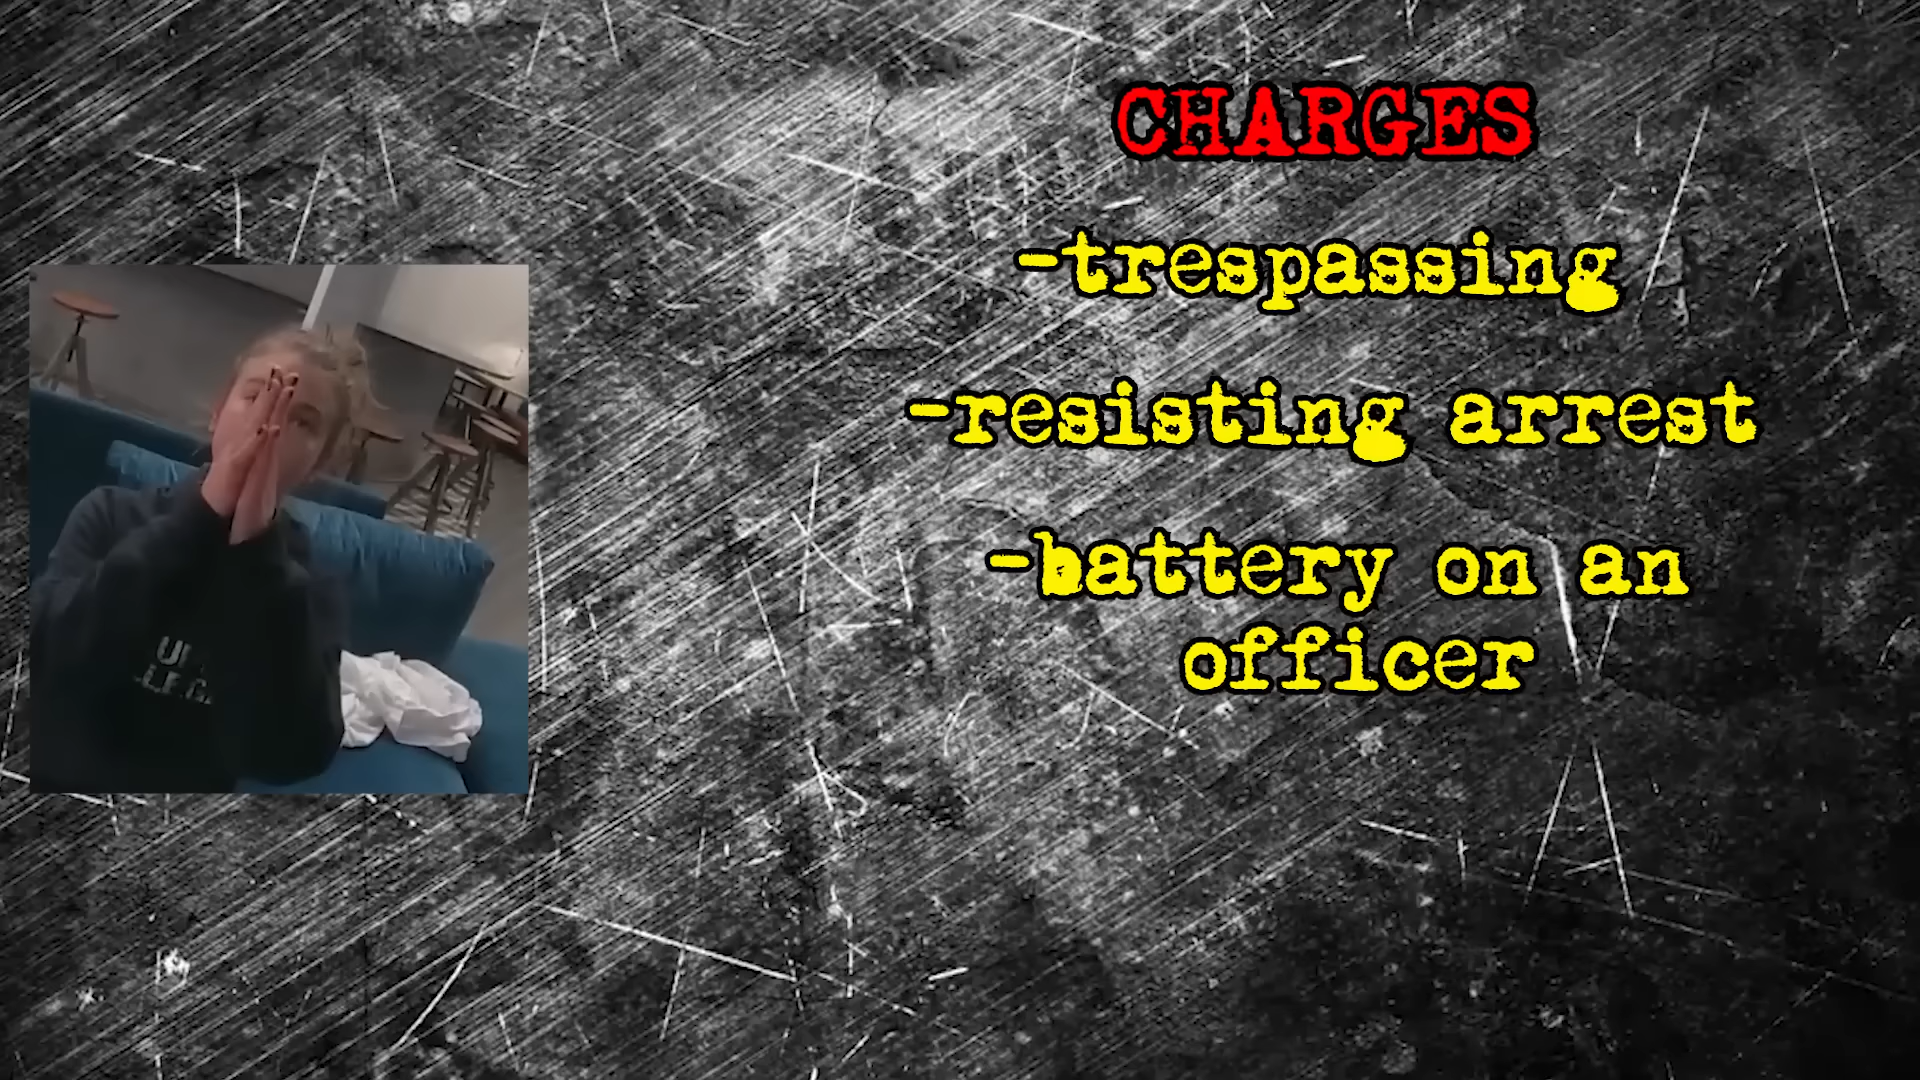 CHARGES
-trespassing
-resisting arrest
-battery on an
officer